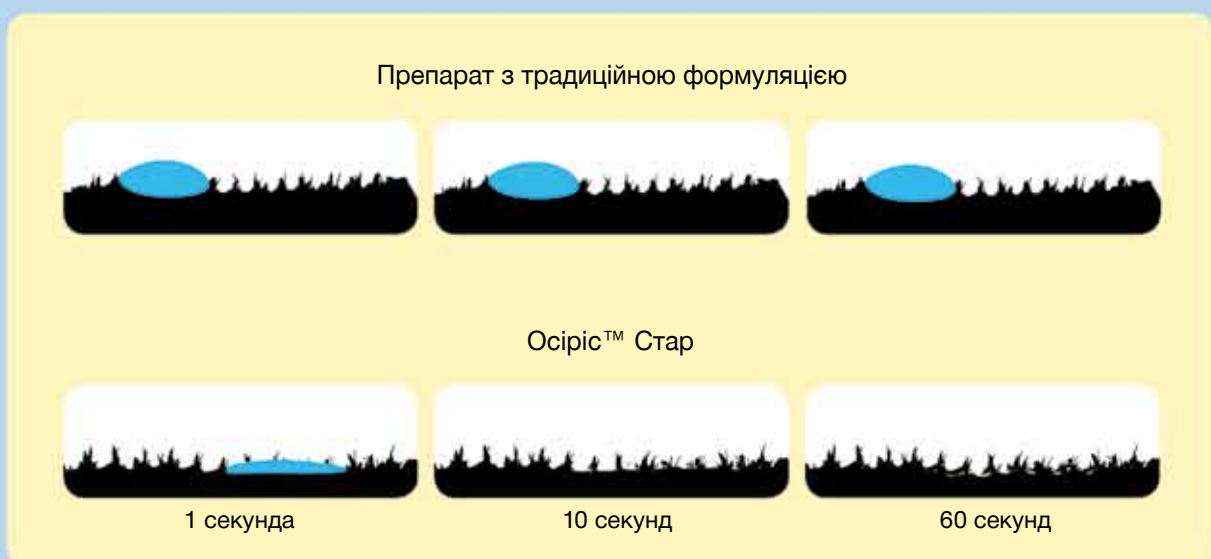 Препарат з традиційною формуляцією
Осіріс™ Стар
1 секунда
10 секунд
60 секунд